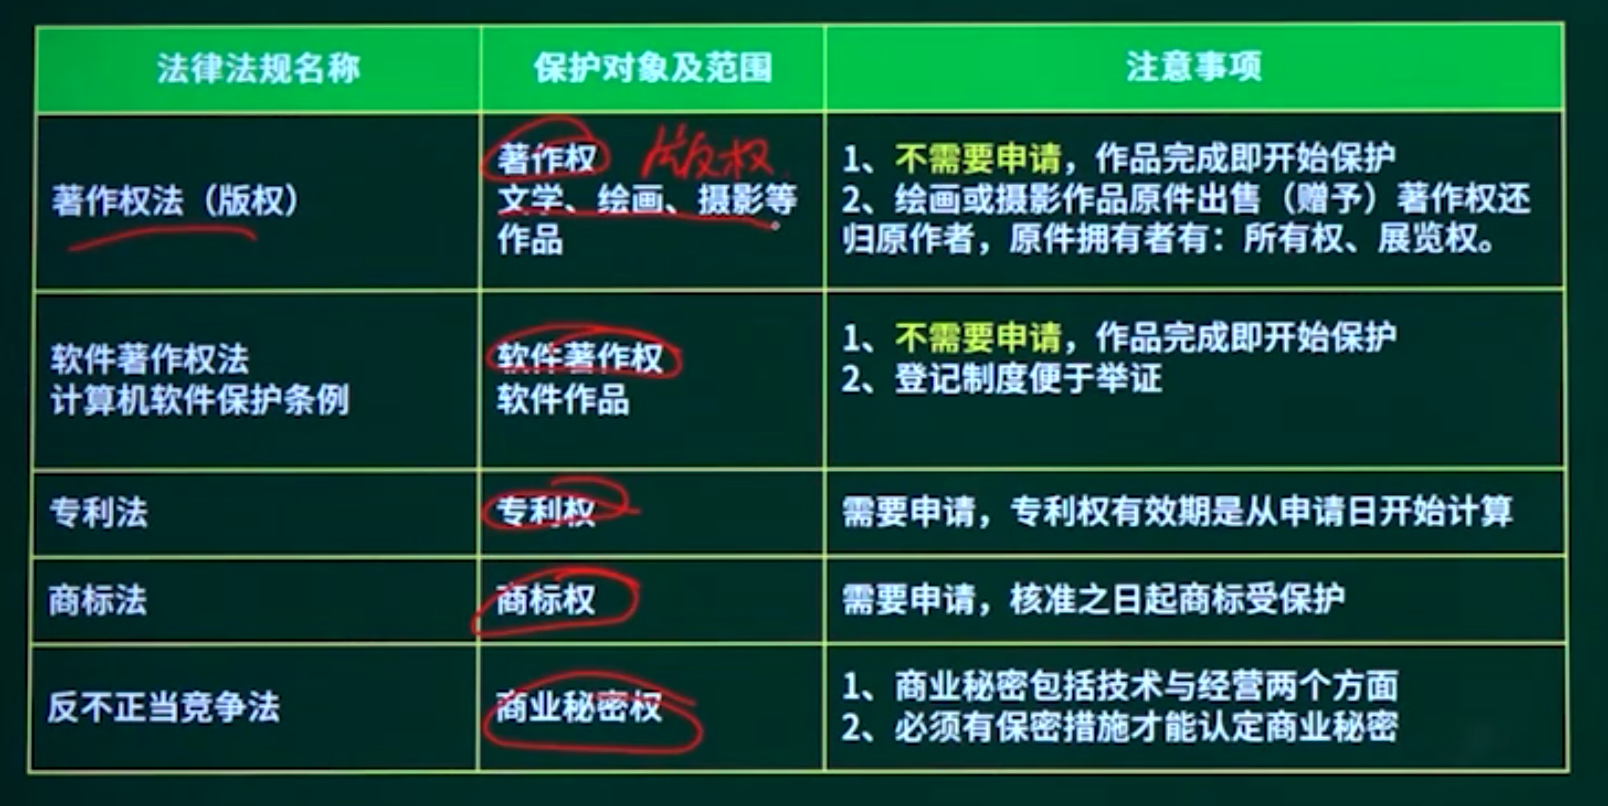 法律法规名称
保护对象及范围
注意事项
著作权法（版权）
著作权 版权
文学、绘画、摄影等
作品
1、不需要申请，作品完成即开始保护
2、绘画或摄影作品原件出售（赠予）著作权还
归原作者，原件拥有者有：所有权、展览权。
软件著作权法
计算机软件保护条例
软件著作权
软件作品
1、不需要申请，作品完成即开始保护
2、登记制度便于举证
专利法
专利权
需要申请，专利权有效期是从申请日开始计算
商标法
商标权
需要申请，核准之日起商标受保护
反不正当竞争法
商业秘密权
1、商业秘密包括技术与经营两个方面
2、必须有保密措施才能认定商业秘密